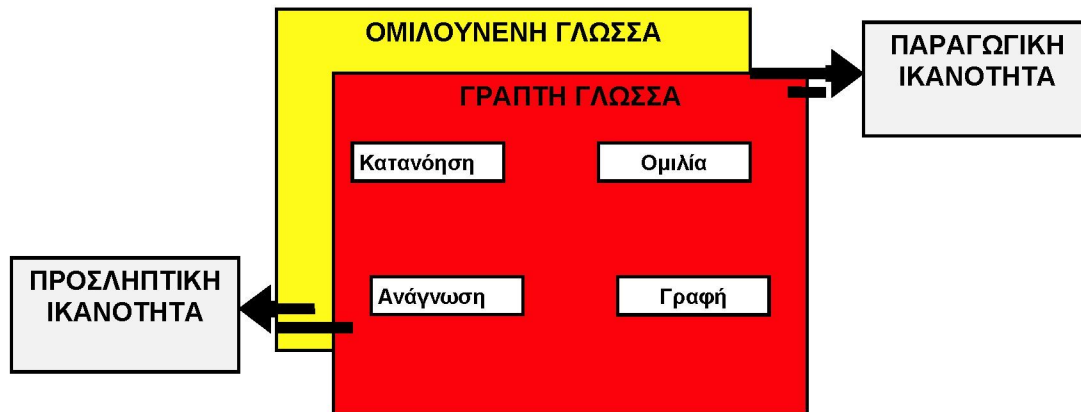 ΟΜΙΛΟΥΝΕΝΗ ΓΛΩΣΣΑ
ΠΑΡΑΓΩΓΙΚΗ
ΙΚΑΝΟΤΗΤΑ
ΓΡΑΠΤΗ ΓΛΩΣΣΑ
Κατανόηση
Ομιλία
ΠΡΟΣΛΗΠΤΙΚΗ
ΙΚΑΝΟΤΗΤΑ
Ανάγνωση
Γραφή